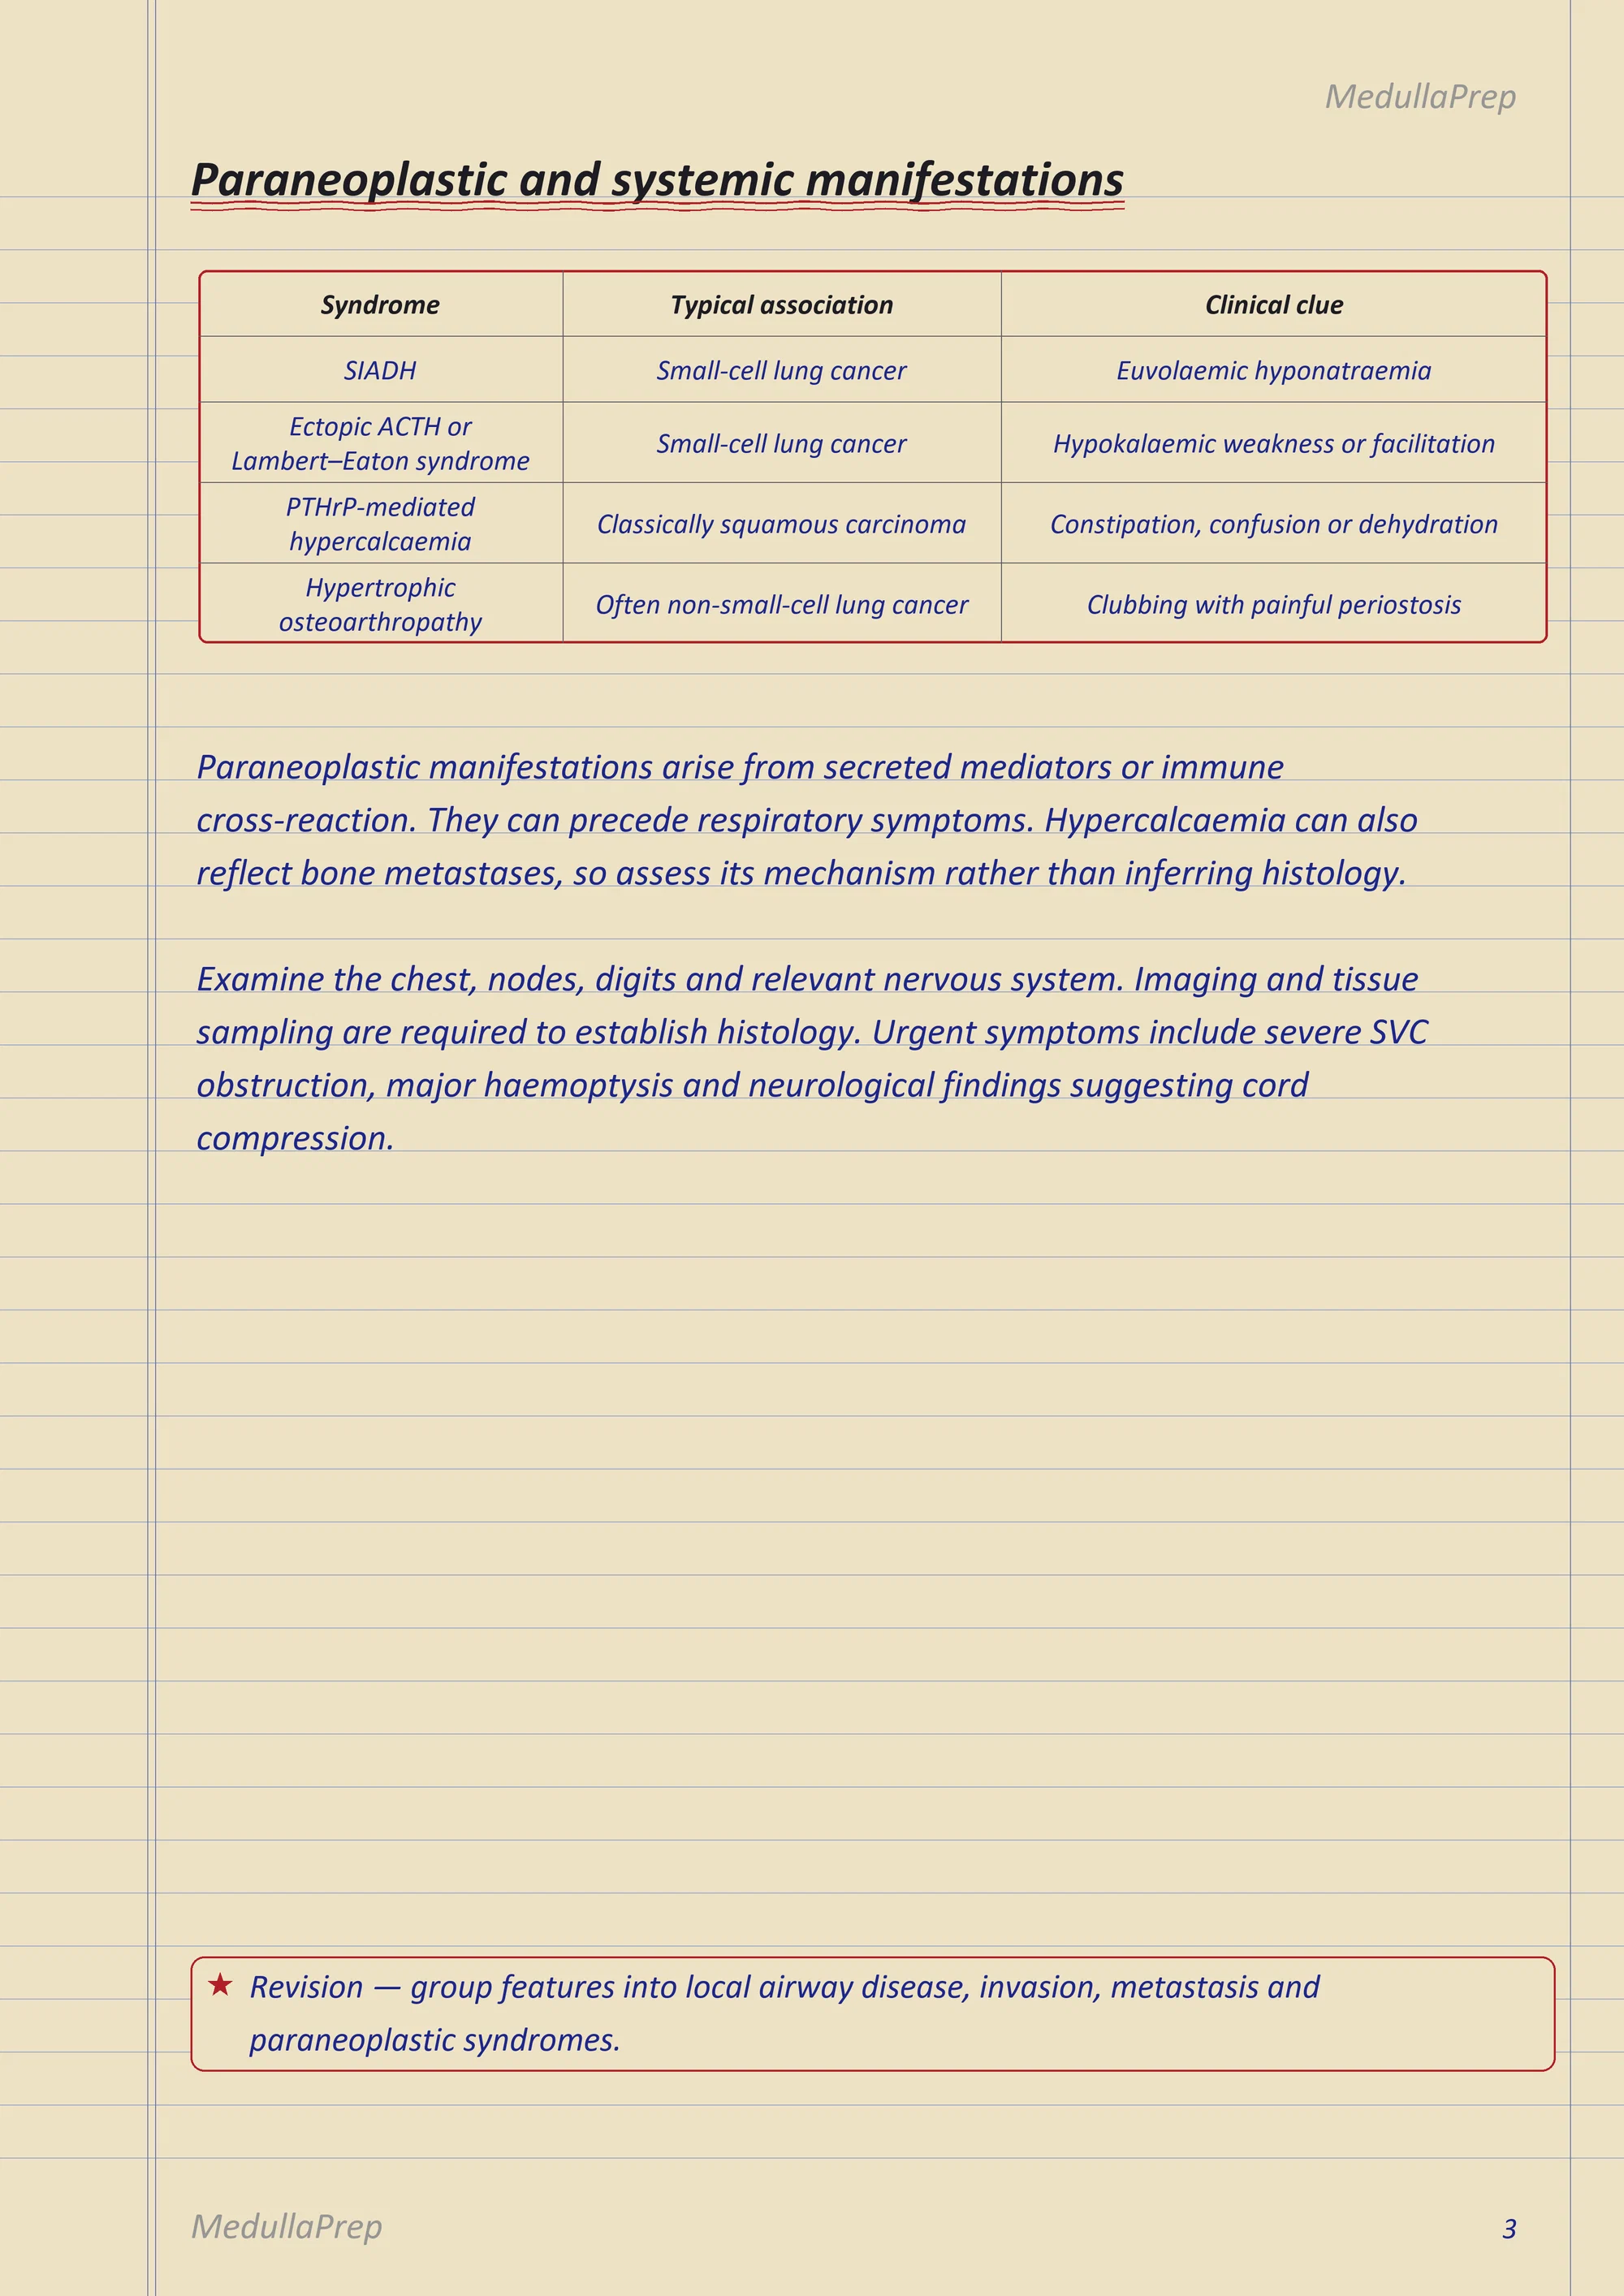 MedullaPrep
Paraneoplastic and systemic manifestations
Syndrome
Typical association
Clinical clue
SIADH
Small-cell lung cancer
Euvolaemic hyponatraemia
Ectopic ACTH or
Lambert–Eaton syndrome
Small-cell lung cancer
Hypokalaemic weakness or facilitation
PTHrP-mediated
hypercalcaemia
Classically squamous carcinoma
Constipation, confusion or dehydration
Hypertrophic
osteoarthropathy
Often non-small-cell lung cancer
Clubbing with painful periostosis
Paraneoplastic manifestations arise from secreted mediators or immune
cross-reaction. They can precede respiratory symptoms. Hypercalcaemia can also
reflect bone metastases, so assess its mechanism rather than inferring histology.
Examine the chest, nodes, digits and relevant nervous system. Imaging and tissue
sampling are required to establish histology. Urgent symptoms include severe SVC
obstruction, major haemoptysis and neurological findings suggesting cord
compression.
★ Revision — group features into local airway disease, invasion, metastasis and
paraneoplastic syndromes.
MedullaPrep
3